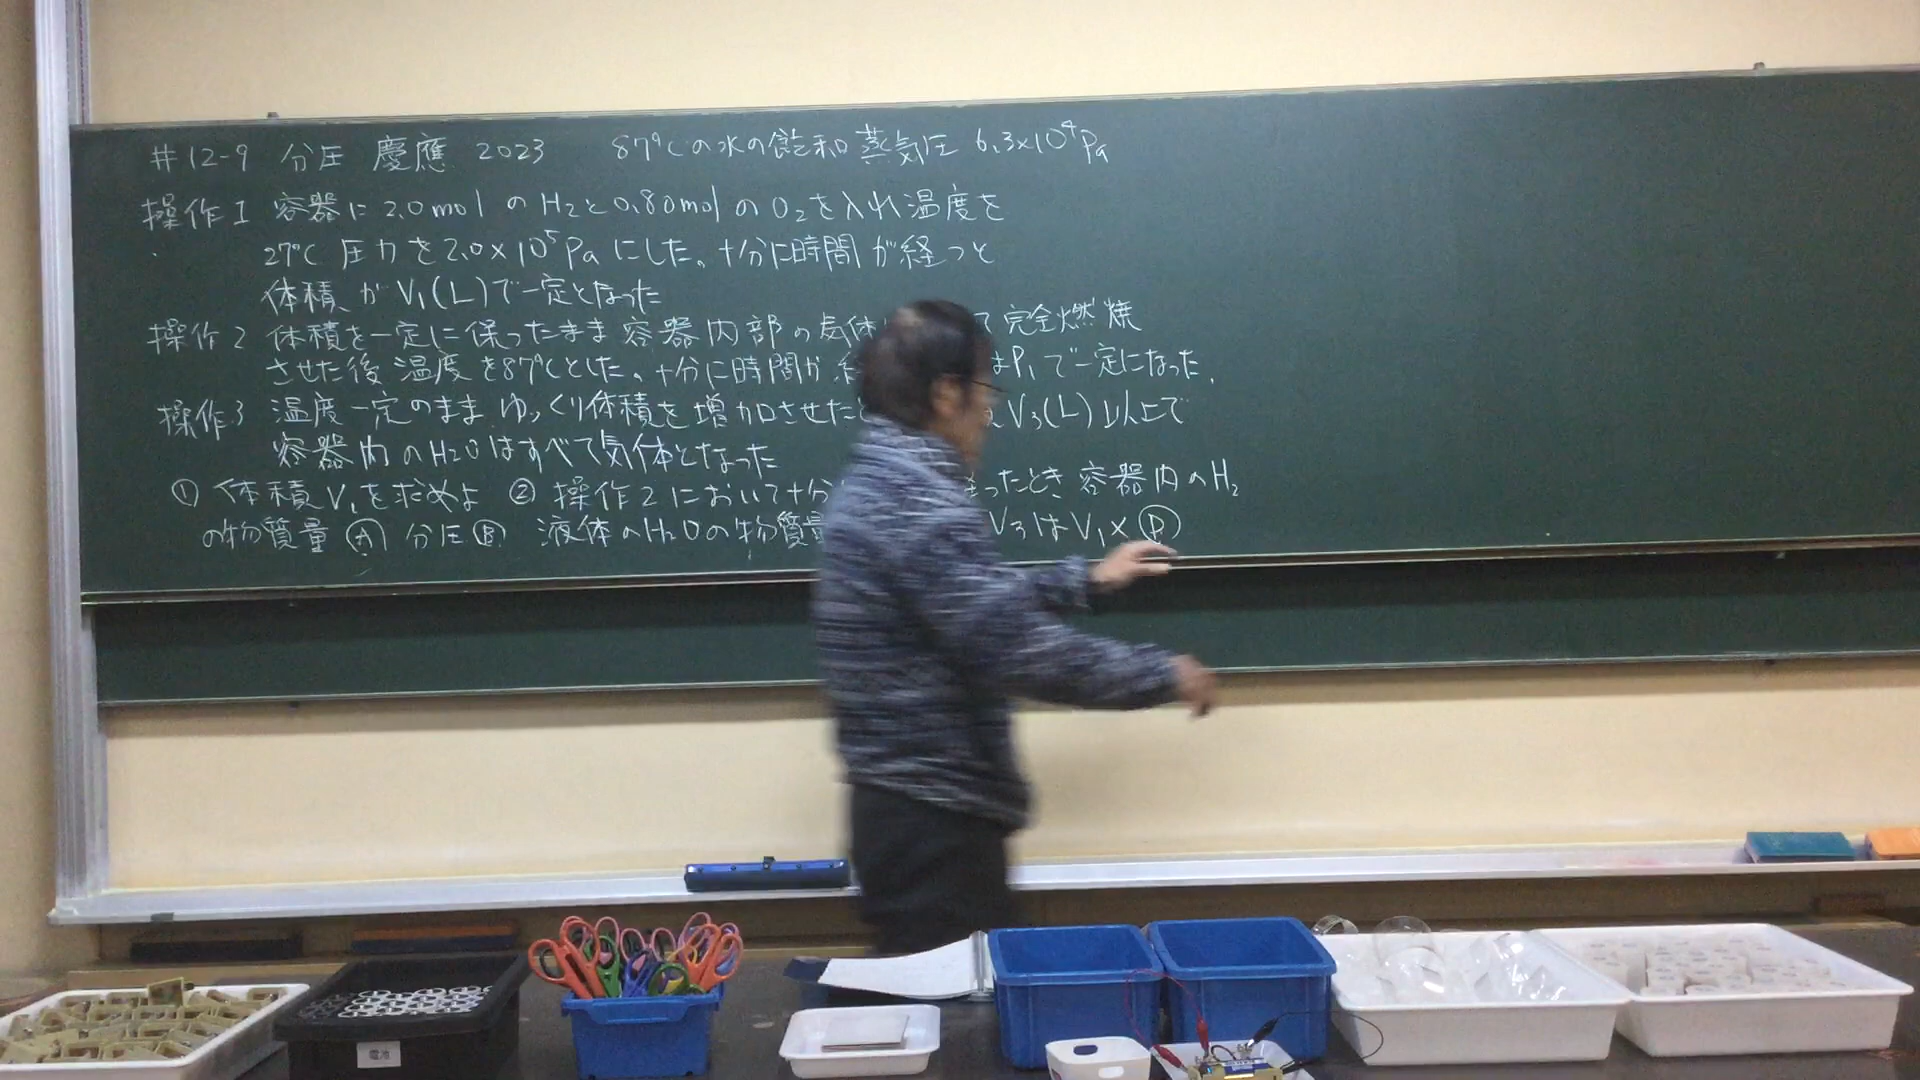 #12-9 分圧 慶應 2023 87℃の水の飽和蒸気圧 6.3×10⁴Pa
操作1 容器に2.0molのH₂と0.80molのO₂を入れ温度を
27℃ 圧力を2.0×10⁵Paにした。十分に時間が経つと
体積がV₁(L)で一定となった
操作2 体積を一定に保ったまま容器内部の気体 て完全燃焼
させた後温度を87℃とした。十分に時間が はP₁で一定になった.
操作3 温度一定のままゆっくり体積を増加させた V₃(L)以上で
容器内のH₂Oはすべて気体となった
① 体積V₁を求めよ ② 操作2において十分 ったとき容器内のH₂
の物質量Ⓐ 分圧Ⓑ 液体のH₂Oの物質量 V₃はV₁×Ⓓ
電池